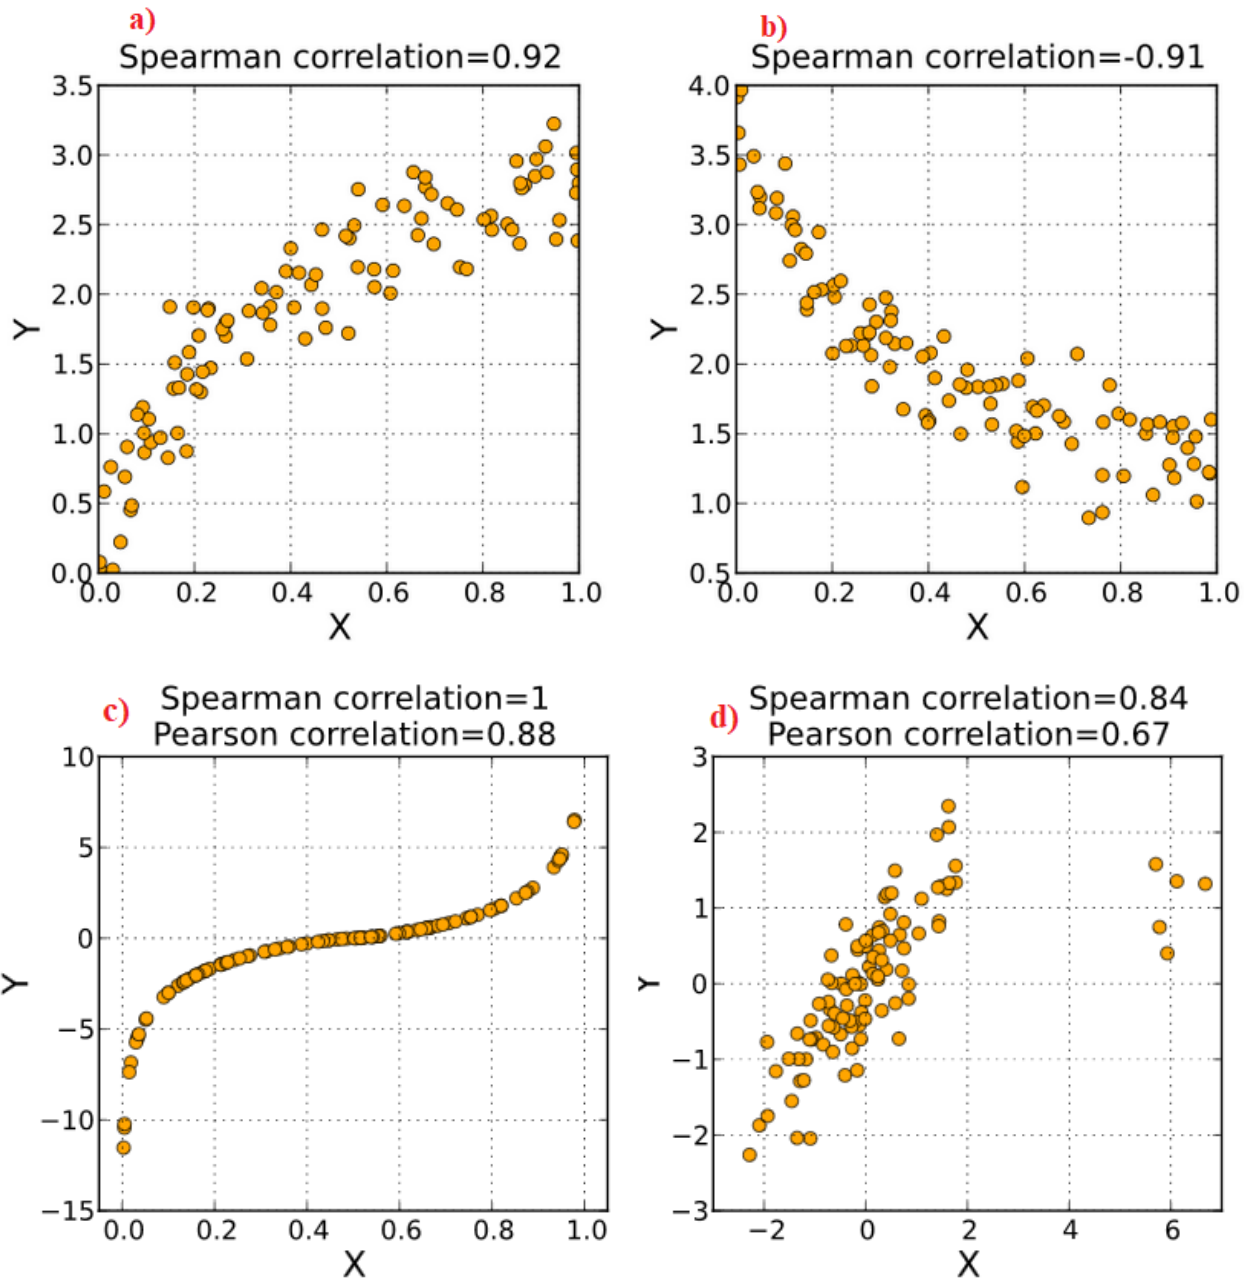 a)
Spearman correlation=0.92
3.5
3.0
2.5
2.0
1.5
1.0
0.5
0.0
Y
0.0 0.2 0.4 0.6 0.8 1.0
X
b)
Spearman correlation=-0.91
4.0
3.5
3.0
2.5
2.0
1.5
1.0
0.5
Y
0.0 0.2 0.4 0.6 0.8 1.0
X
c)
Spearman correlation=1
Pearson correlation=0.88
10
5
0
−5
−10
−15
Y
0.0 0.2 0.4 0.6 0.8 1.0
X
d)
Spearman correlation=0.84
Pearson correlation=0.67
3
2
1
0
−1
−2
−3
Y
−2 0 2 4 6
X